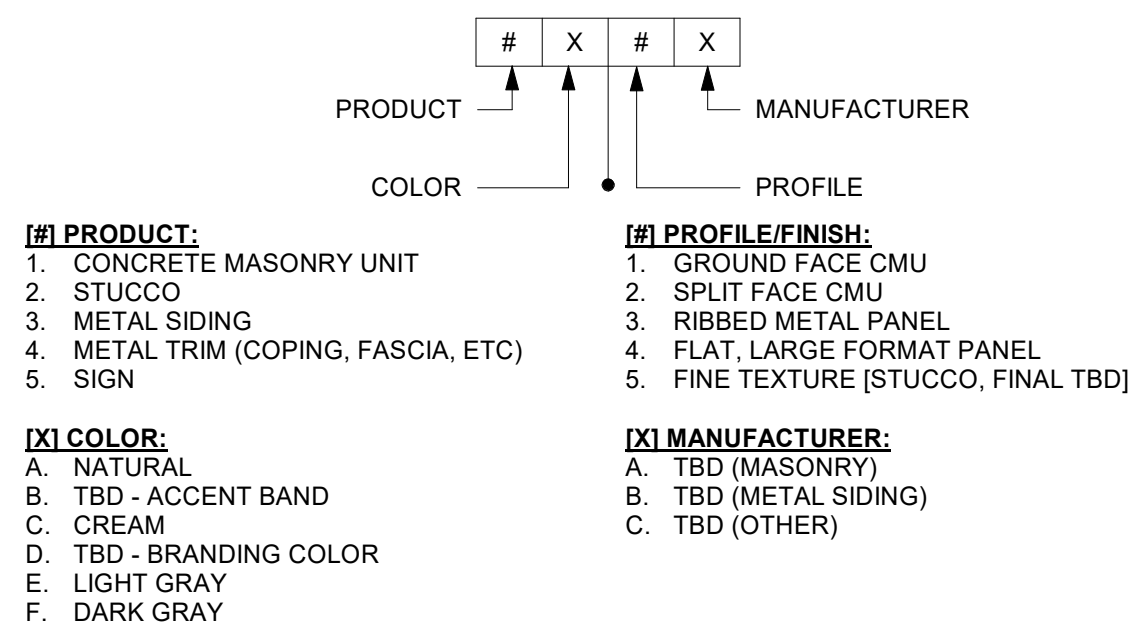 # X # X
PRODUCT MANUFACTURER
COLOR PROFILE
[#] PRODUCT:
1. CONCRETE MASONRY UNIT
2. STUCCO
3. METAL SIDING
4. METAL TRIM (COPING, FASCIA, ETC)
5. SIGN
[X] COLOR:
A. NATURAL
B. TBD - ACCENT BAND
C. CREAM
D. TBD - BRANDING COLOR
E. LIGHT GRAY
F. DARK GRAY
[#] PROFILE/FINISH:
1. GROUND FACE CMU
2. SPLIT FACE CMU
3. RIBBED METAL PANEL
4. FLAT, LARGE FORMAT PANEL
5. FINE TEXTURE [STUCCO, FINAL TBD]
[X] MANUFACTURER:
A. TBD (MASONRY)
B. TBD (METAL SIDING)
C. TBD (OTHER)